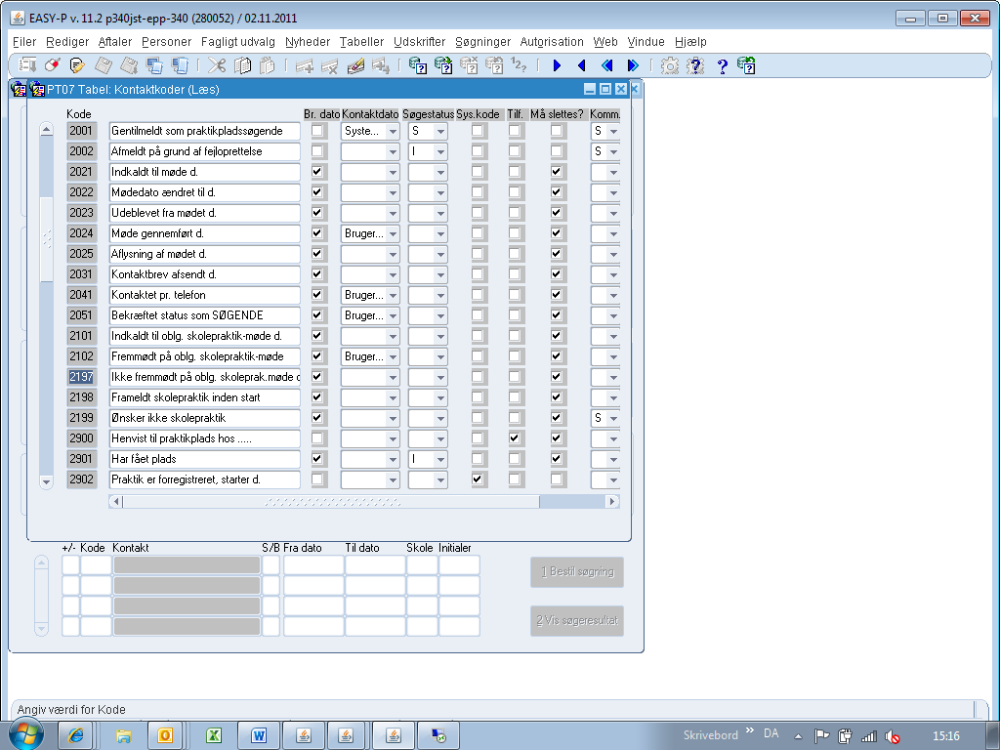 EASY-P v. 11.2 p340jst-epp-340 (280052) / 02.11.2011
Filer Rediger Aftaler Personer Fagligt udvalg Nyheder Tabeller Udskrifter Søgninger Autorisation Web Vindue Hjælp
PT07 Tabel: Kontaktkoder (Læs)
Kode Br. dato Kontaktdato Søgestatus Sys.kode Tilf. Må slettes? Komm.
2001 Gentilmeldt som praktikpladssøgende Syste... S S
2002 Afmeldt på grund af fejloprettelse I S
2021 Indkaldt til møde d.
2022 Mødedato ændret til d.
2023 Udeblevet fra mødet d.
2024 Møde gennemført d. Bruger...
2025 Aflysning af mødet d.
2031 Kontaktbrev afsendt d.
2041 Kontaktet pr. telefon Bruger...
2051 Bekræftet status som SØGENDE Bruger...
2101 Indkaldt til oblg. skolepraktik-møde d.
2102 Fremmødt på oblg. skolepraktik-møde Bruger...
2197 Ikke fremmødt på oblg. skoleprak.møde d
2198 Frameldt skolepraktik inden start
2199 Ønsker ikke skolepraktik S
2900 Henvist til praktikplads hos .....
2901 Har fået plads I
2902 Praktik er forregistreret, starter d.
+/- Kode Kontakt S/B Fra dato Til dato Skole Initialer
1 Bestil søgning
2 Vis søgeresultat
Angiv værdi for Kode
Skrivebord » DA 15:16